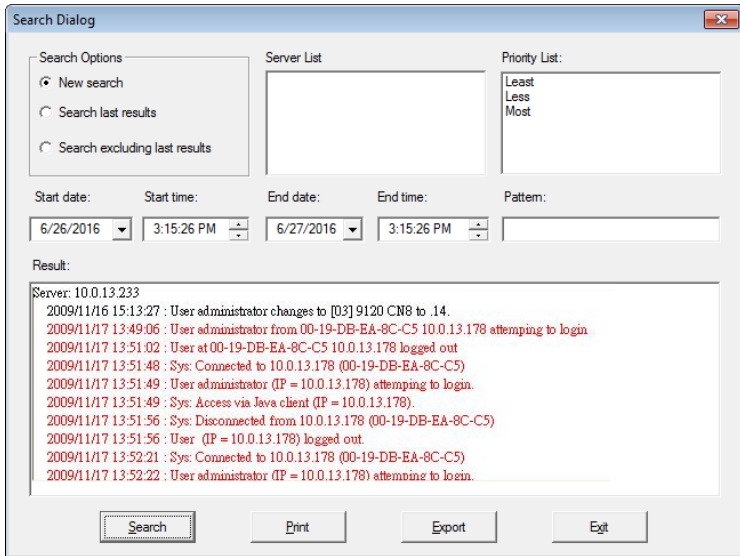 Search Dialog
Search Options
New search
Search last results
Search excluding last results
Server List
Priority List:
Least
Less
Most
Start date:
Start time:
End date:
End time:
Pattern:
6/26/2016
3:15:26 PM
6/27/2016
3:15:26 PM
Result:
Server: 10.0.13.233
2009/11/16 15:13:27 : User administrator changes to [03] 9120 CN8 to .14.
2009/11/17 13:49:06 : User administrator from 00-19-DB-EA-8C-C5 10.0.13.178 attemping to login
2009/11/17 13:51:02 : User at 00-19-DB-EA-8C-C5 10.0.13.178 logged out
2009/11/17 13:51:48 : Sys: Connected to 10.0.13.178 (00-19-DB-EA-8C-C5)
2009/11/17 13:51:49 : User administrator (IP = 10.0.13.178) attemping to login.
2009/11/17 13:51:49 : Sys: Access via Java client (IP = 10.0.13.178).
2009/11/17 13:51:56 : Sys: Disconnected from 10.0.13.178 (00-19-DB-EA-8C-C5)
2009/11/17 13:51:56 : User (IP = 10.0.13.178) logged out.
2009/11/17 13:52:21 : Sys: Connected to 10.0.13.178 (00-19-DB-EA-8C-C5)
2009/11/17 13:52:22 : User administrator (IP = 10.0.13.178) attemping to login.
Search
Print
Export
Exit